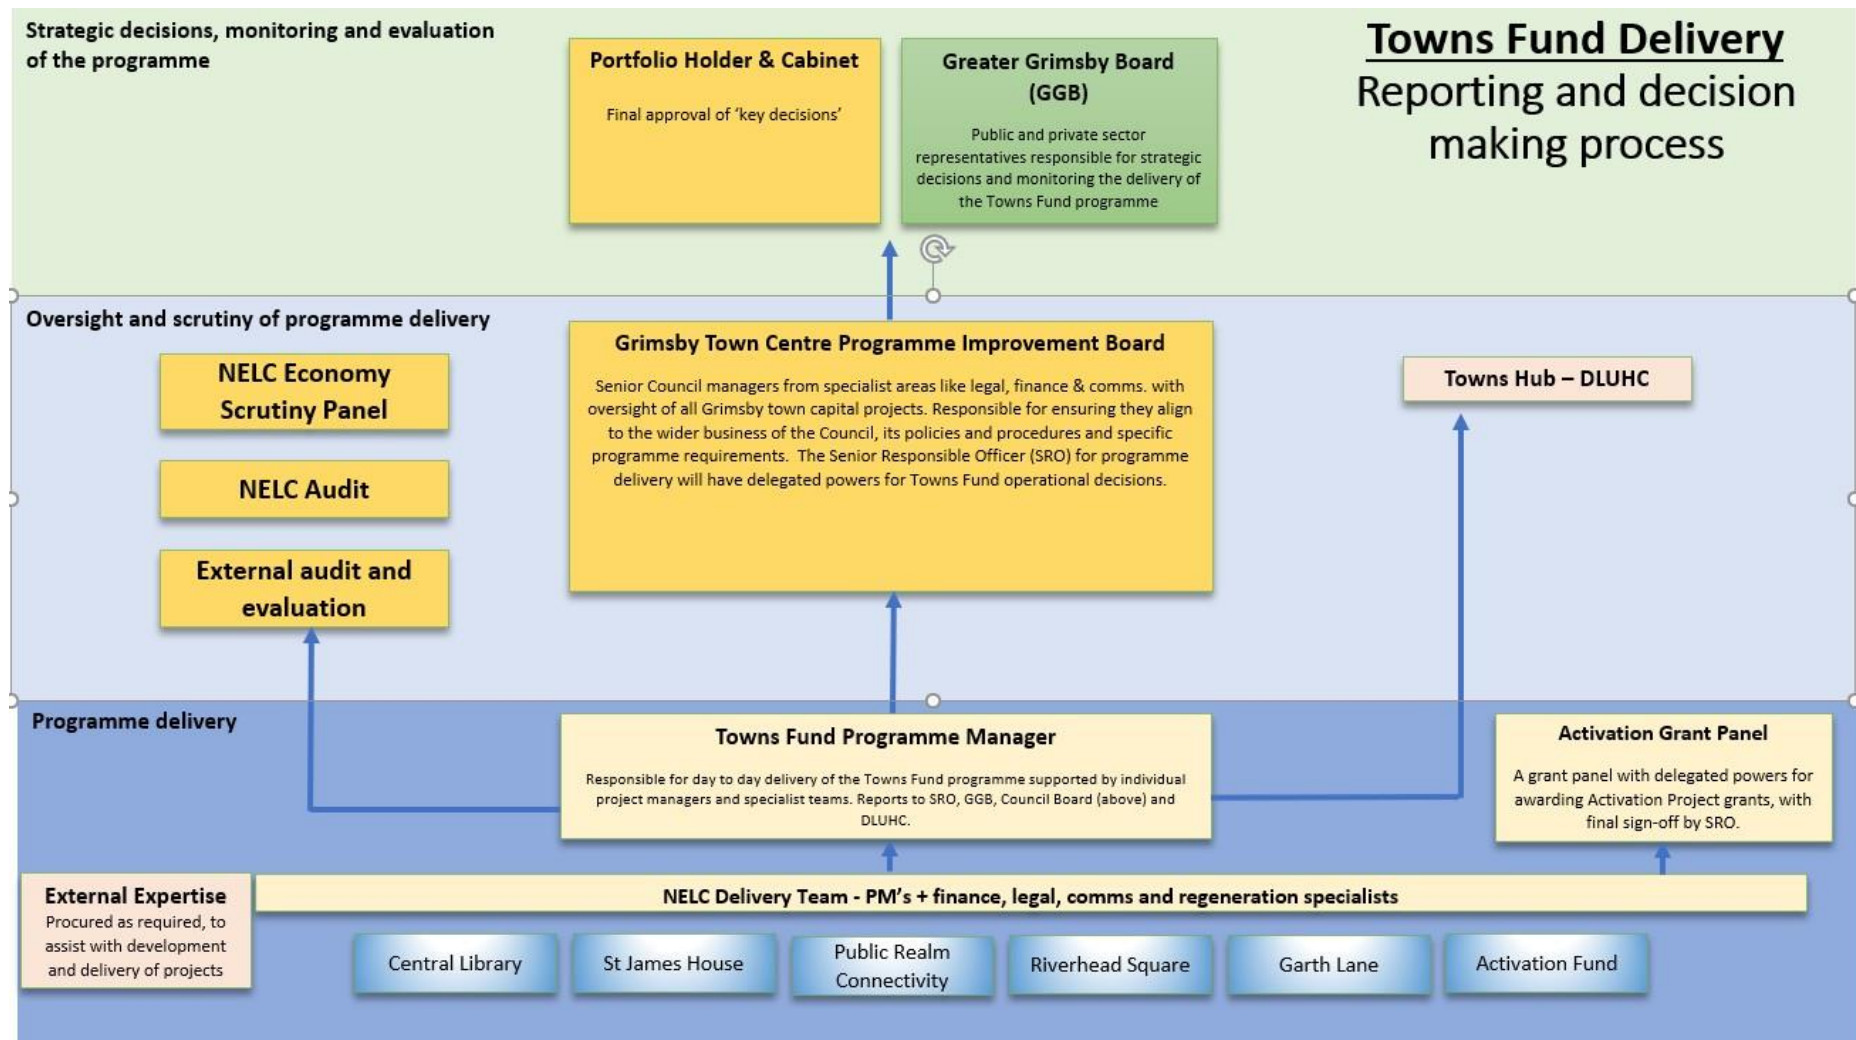 Strategic decisions, monitoring and evaluation
of the programme
Portfolio Holder & Cabinet
Final approval of ‘key decisions’
Greater Grimsby Board
(GGB)
Public and private sector
representatives responsible for strategic
decisions and monitoring the delivery of
the Towns Fund programme
Towns Fund Delivery
Reporting and decision
making process
Oversight and scrutiny of programme delivery
NELC Economy
Scrutiny Panel
NELC Audit
External audit and
evaluation
Grimsby Town Centre Programme Improvement Board
Senior Council managers from specialist areas like legal, finance & comms. with
oversight of all Grimsby town capital projects. Responsible for ensuring they align
to the wider business of the Council, its policies and procedures and specific
programme requirements. The Senior Responsible Officer (SRO) for programme
delivery will have delegated powers for Towns Fund operational decisions.
Towns Hub – DLUHC
Programme delivery
Towns Fund Programme Manager
Responsible for day to day delivery of the Towns Fund programme supported by individual
project managers and specialist teams. Reports to SRO, GGB, Council Board (above) and
DLUHC.
Activation Grant Panel
A grant panel with delegated powers for
awarding Activation Project grants, with
final sign-off by SRO.
External Expertise
Procured as required, to
assist with development
and delivery of projects
NELC Delivery Team - PM’s + finance, legal, comms and regeneration specialists
Central Library
St James House
Public Realm
Connectivity
Riverhead Square
Garth Lane
Activation Fund